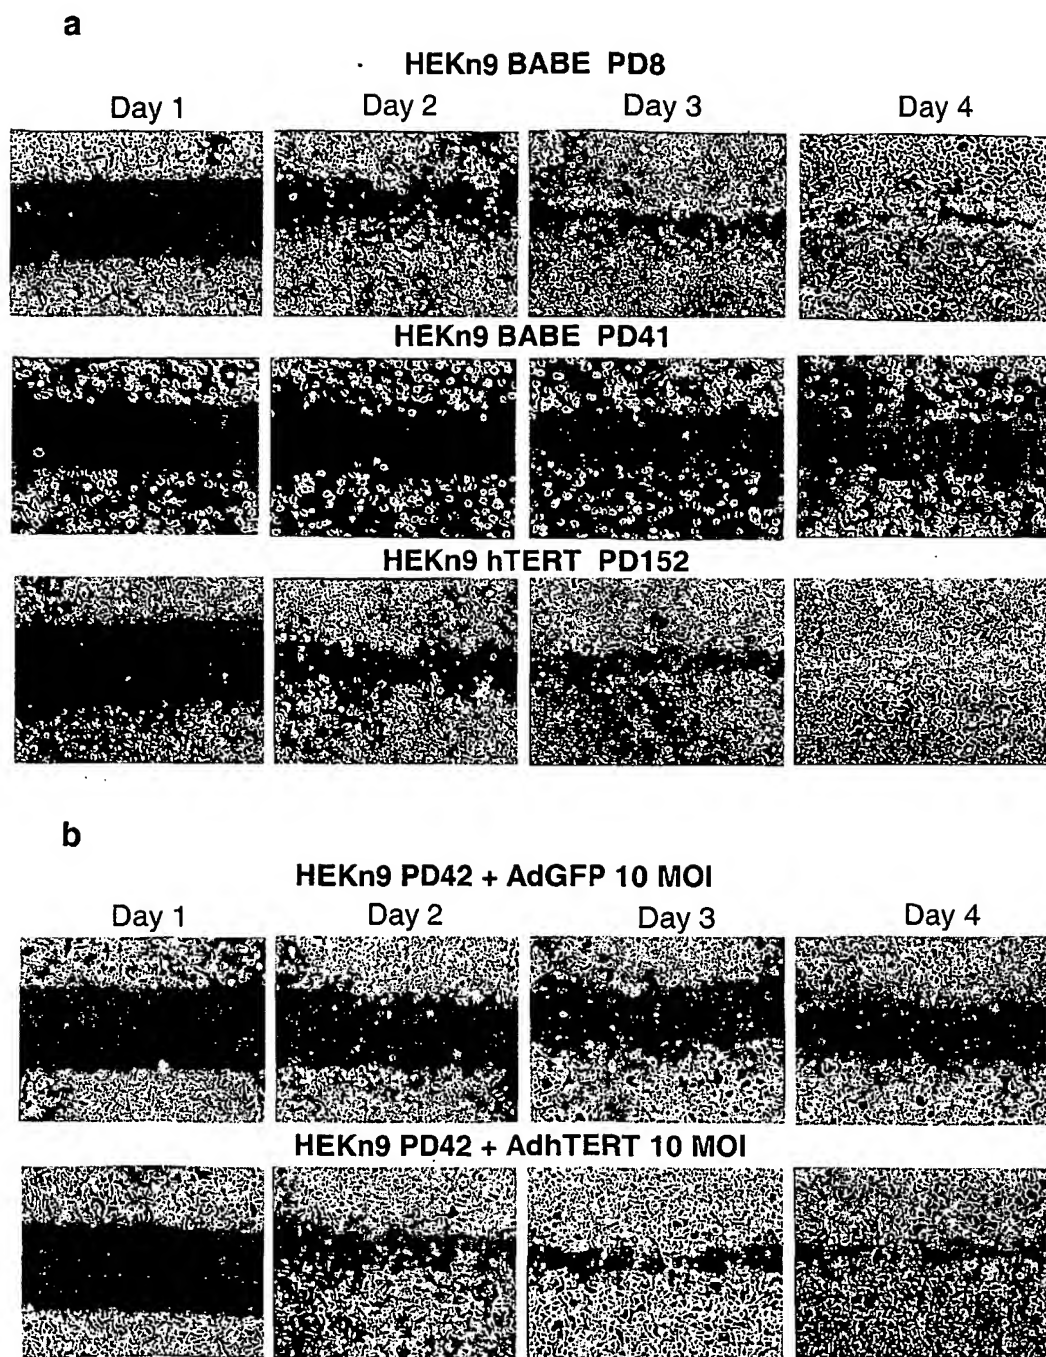 a
HEKn9 BABE PD8
Day 1 Day 2 Day 3 Day 4
HEKn9 BABE PD41
HEKn9 hTERT PD152
b
HEKn9 PD42 + AdGFP 10 MOI
Day 1 Day 2 Day 3 Day 4
HEKn9 PD42 + AdhTERT 10 MOI